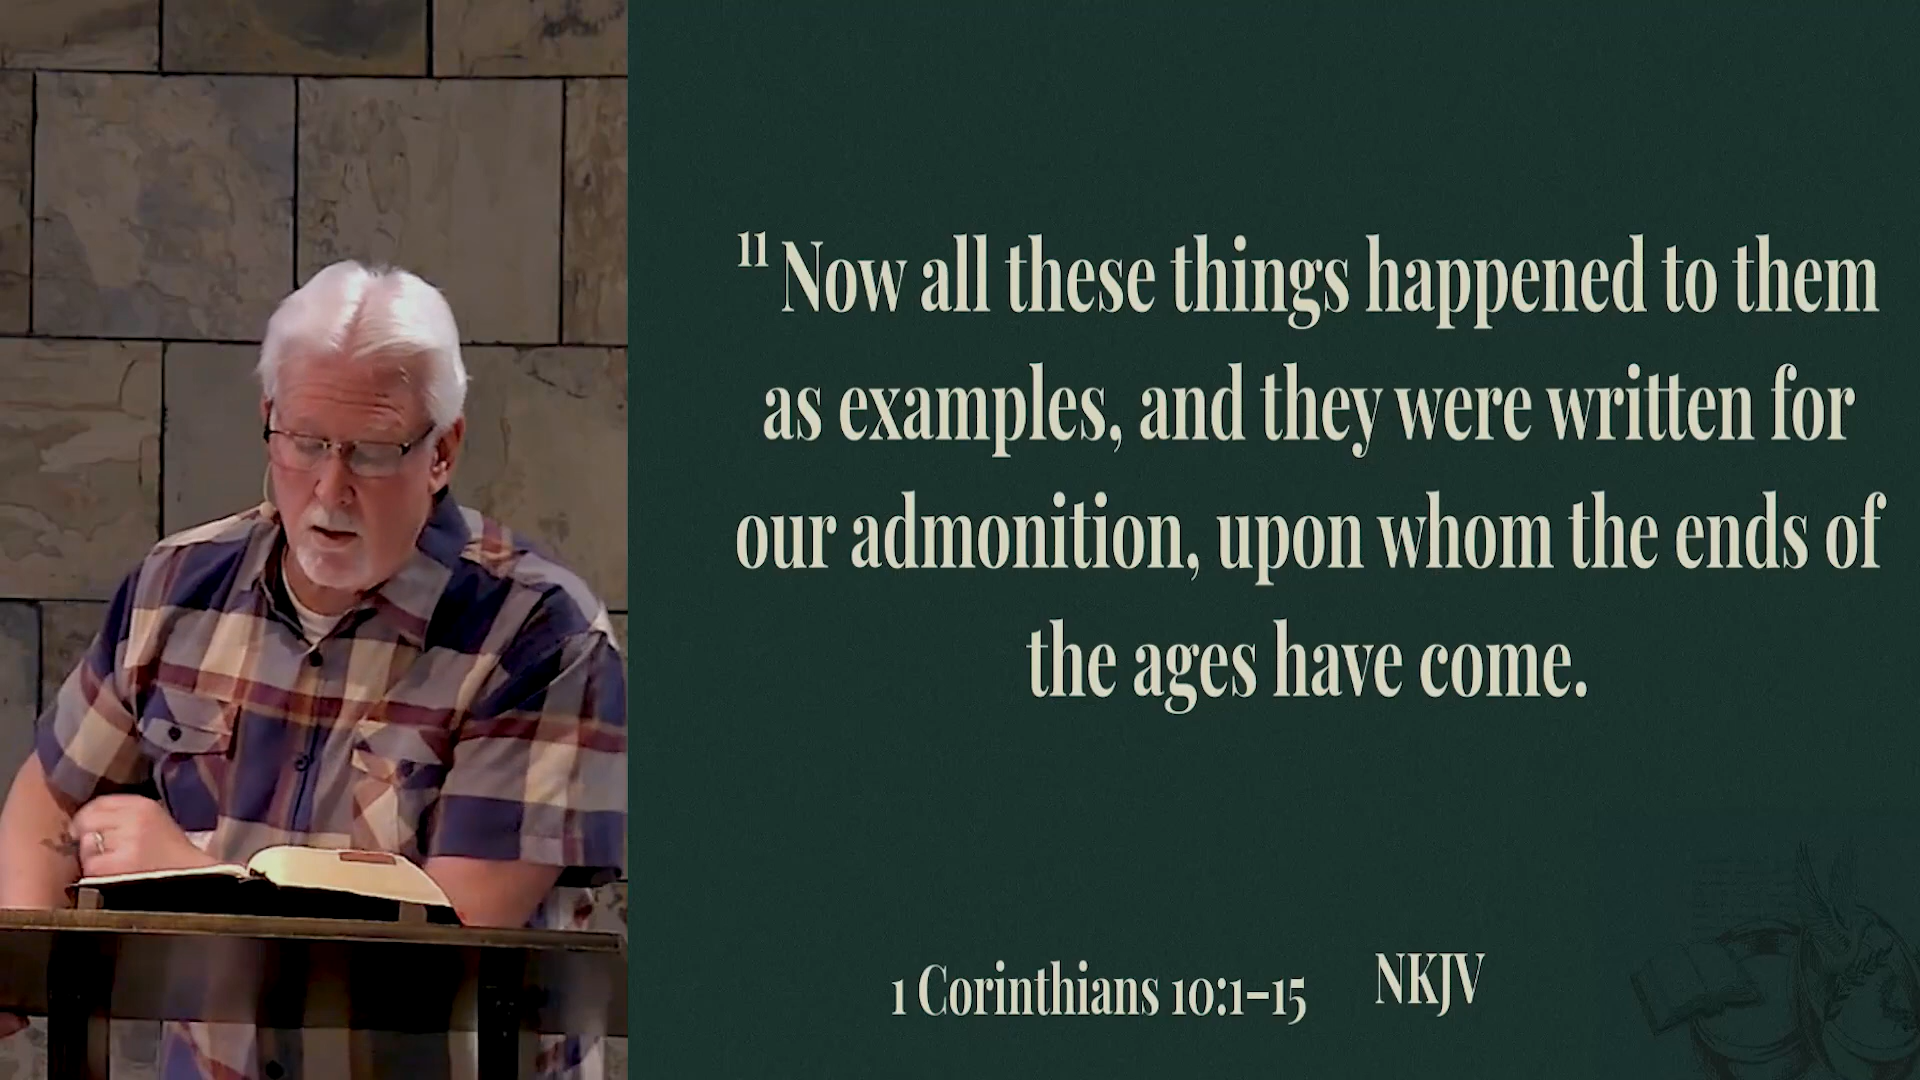 11 Now all these things happened to them
as examples, and they were written for
our admonition, upon whom the ends of
the ages have come.
1 Corinthians 10:1–15 NKJV